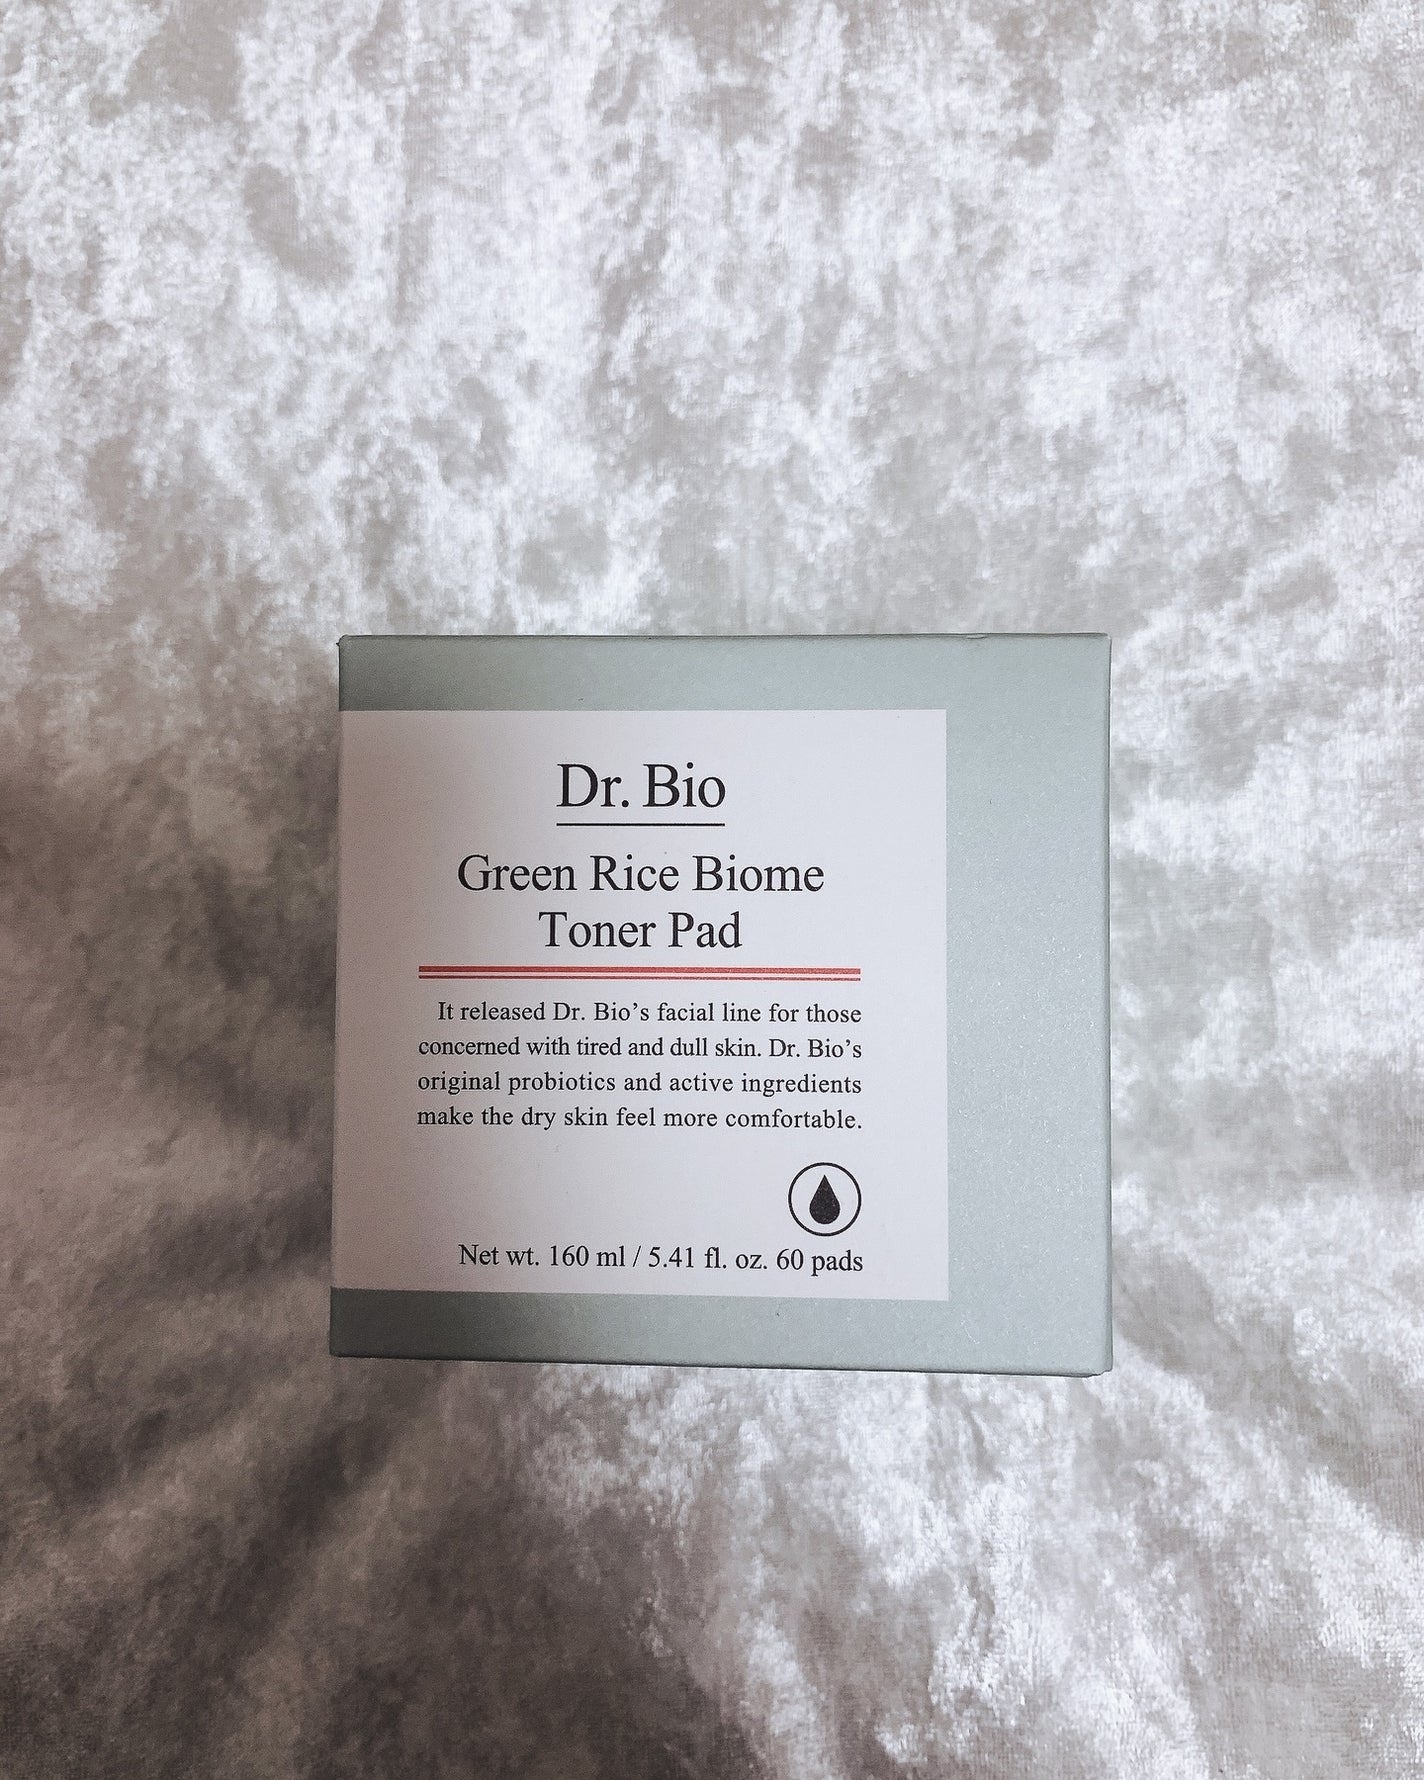 Dr. Bio
Green Rice Biome
Toner Pad
It released Dr. Bio’s facial line for those
concerned with tired and dull skin. Dr. Bio’s
original probiotics and active ingredients
make the dry skin feel more comfortable.
Net wt. 160 ml / 5.41 fl. oz. 60 pads